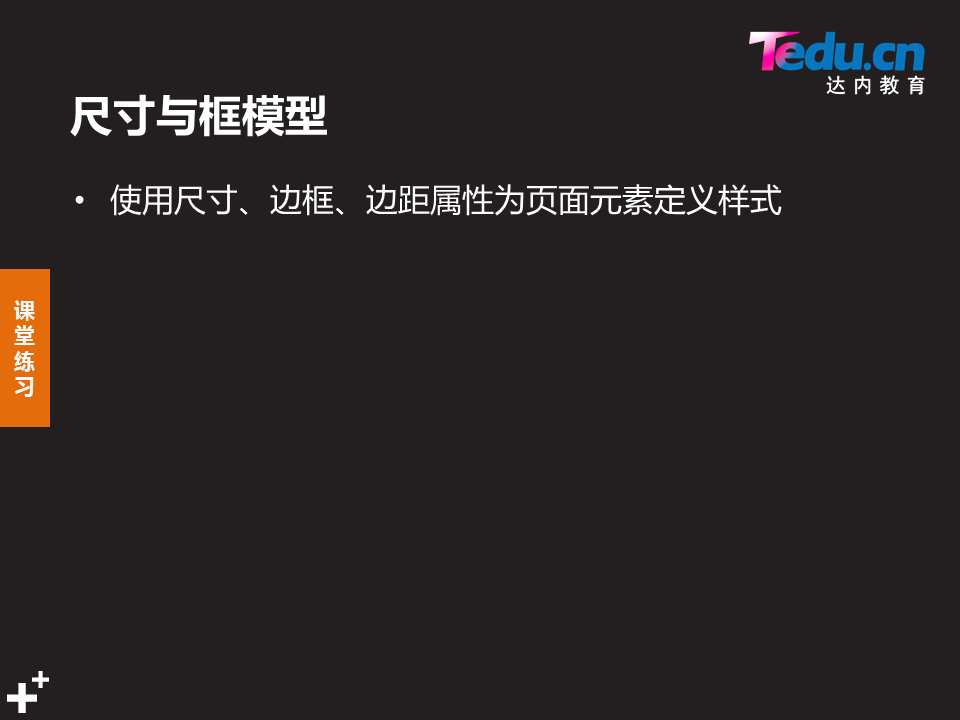 Tedu.cn
达内教育
尺寸与框模型
• 使用尺寸、边框、边距属性为页面元素定义样式
课
堂
练
习